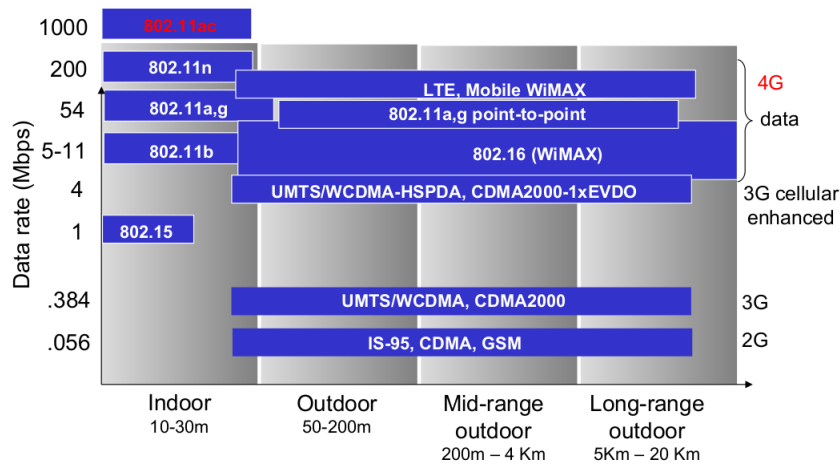 1000
802.11ac
200
802.11n
LTE, Mobile WiMAX
4G
54
802.11a,g
802.11a,g point-to-point
data
5-11
802.11b
802.16 (WiMAX)
4
UMTS/WCDMA-HSPDA, CDMA2000-1xEVDO
3G cellular
enhanced
1
802.15
.384
UMTS/WCDMA, CDMA2000
3G
.056
IS-95, CDMA, GSM
2G
Data rate (Mbps)
Indoor
10-30m
Outdoor
50-200m
Mid-range
outdoor
200m – 4 Km
Long-range
outdoor
5Km – 20 Km